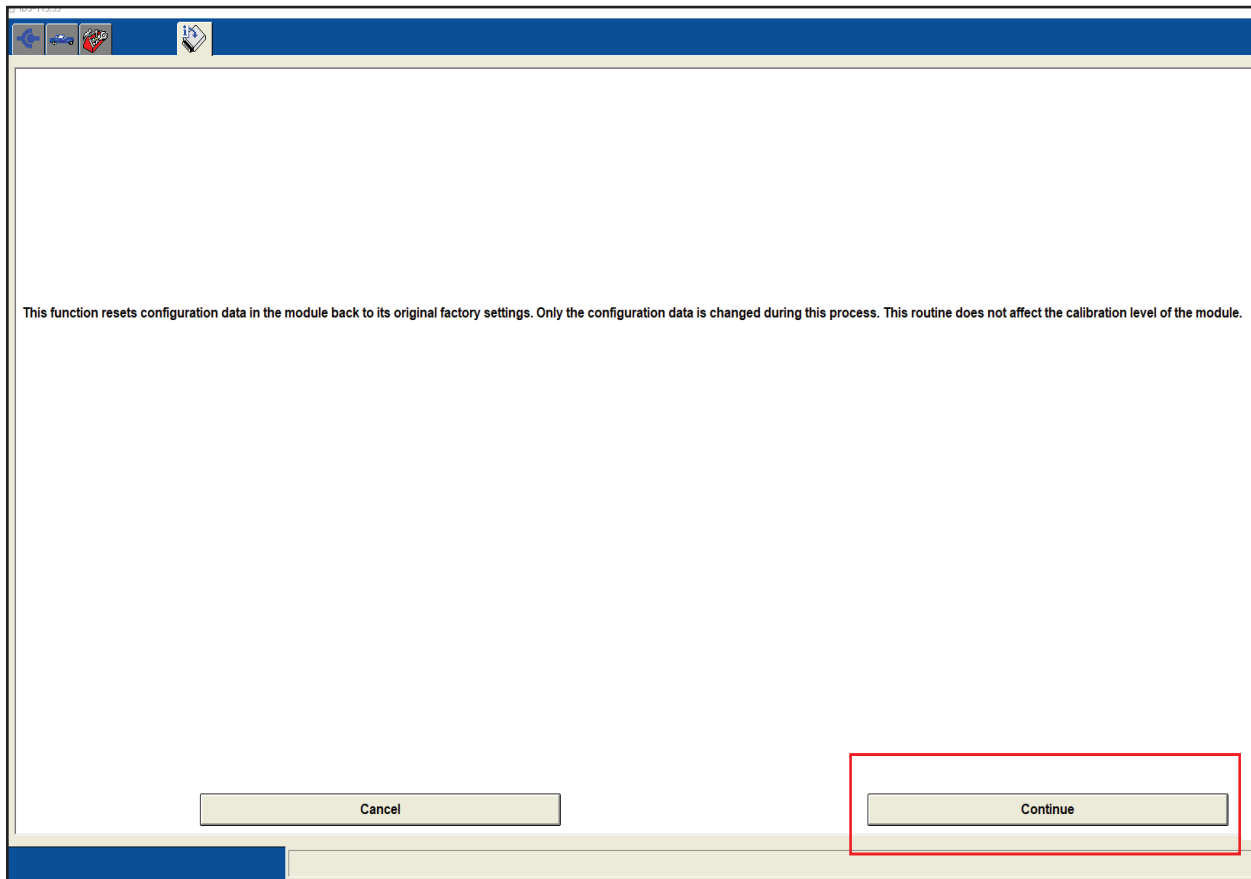 This function resets configuration data in the module back to its original factory settings. Only the configuration data is changed during this process. This routine does not affect the calibration level of the module.
Cancel
Continue